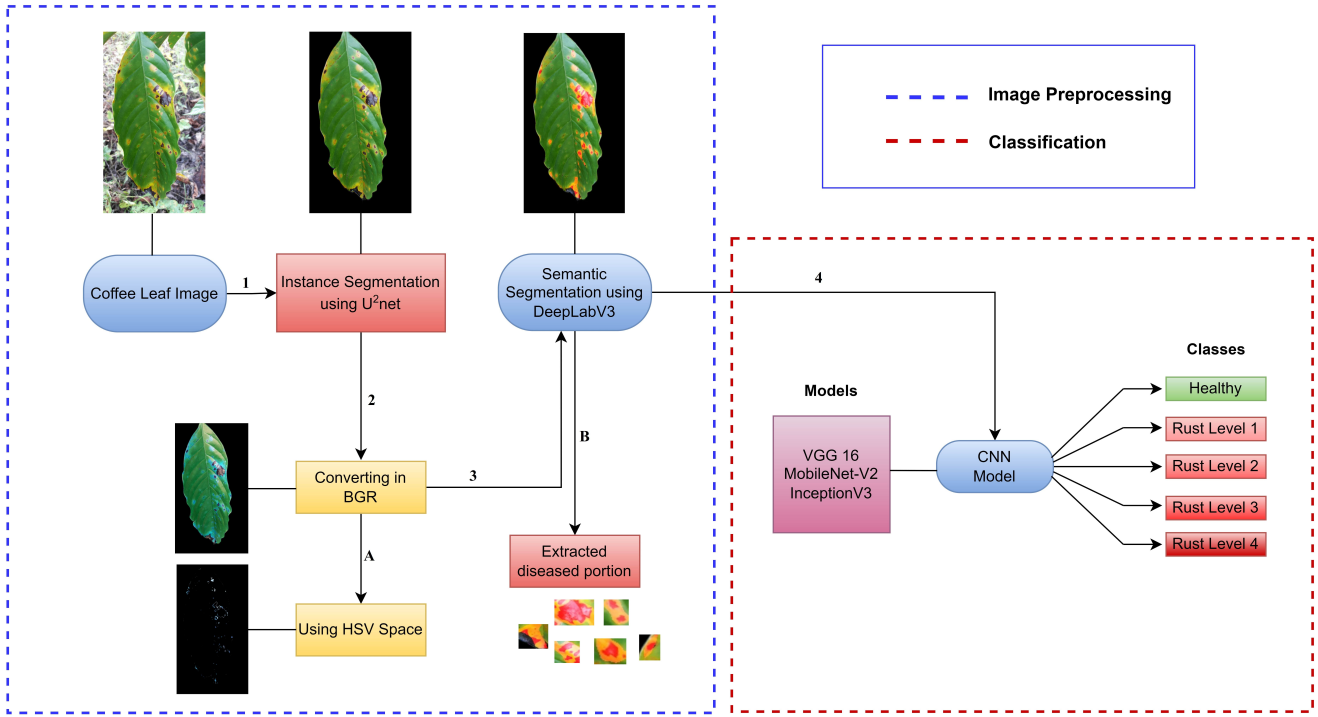 Image Preprocessing
Classification
Coffee Leaf Image
1
Instance Segmentation
using U²net
Semantic
Segmentation using
DeepLabV3
4
2
Converting in
BGR
3
A
Using HSV Space
B
Extracted
diseased portion
Models
VGG 16
MobileNet-V2
InceptionV3
CNN
Model
Classes
Healthy
Rust Level 1
Rust Level 2
Rust Level 3
Rust Level 4